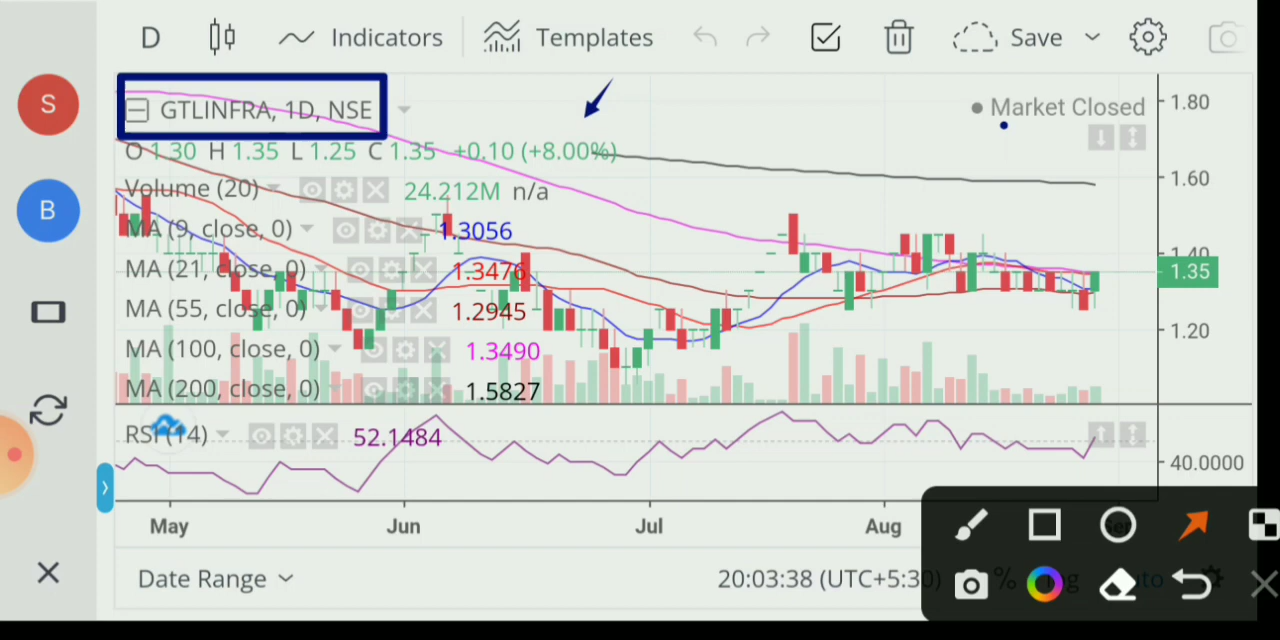 D Indicators Templates Save
S
GTLINFRA, 1D, NSE
Market Closed
1.80
O 1.30 H 1.35 L 1.25 C 1.35 +0.10 (+8.00%)
1.60
Volume (20) 24.212M n/a
B
MA (9, close, 0) 1.3056
1.40
MA (21, close, 0) 1.3476
1.35
MA (55, close, 0) 1.2945
1.20
MA (100, close, 0) 1.3490
MA (200, close, 0) 1.5827
RSI (14) 52.1484
40.0000
May Jun Jul Aug
Date Range 20:03:38 (UTC+5:30) %